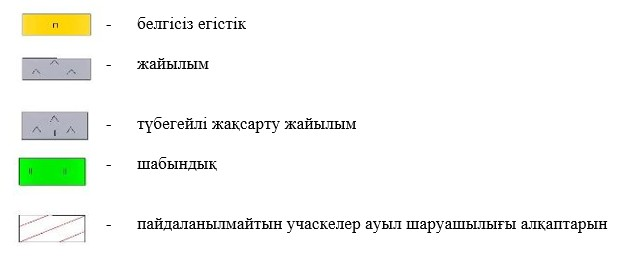 п - белгісіз егістік
- жайылым
- түбегейлі жақсарту жайылым
- шабындық
- пайдаланылмайтын учаскелер ауыл шаруашылығы алқаптарын